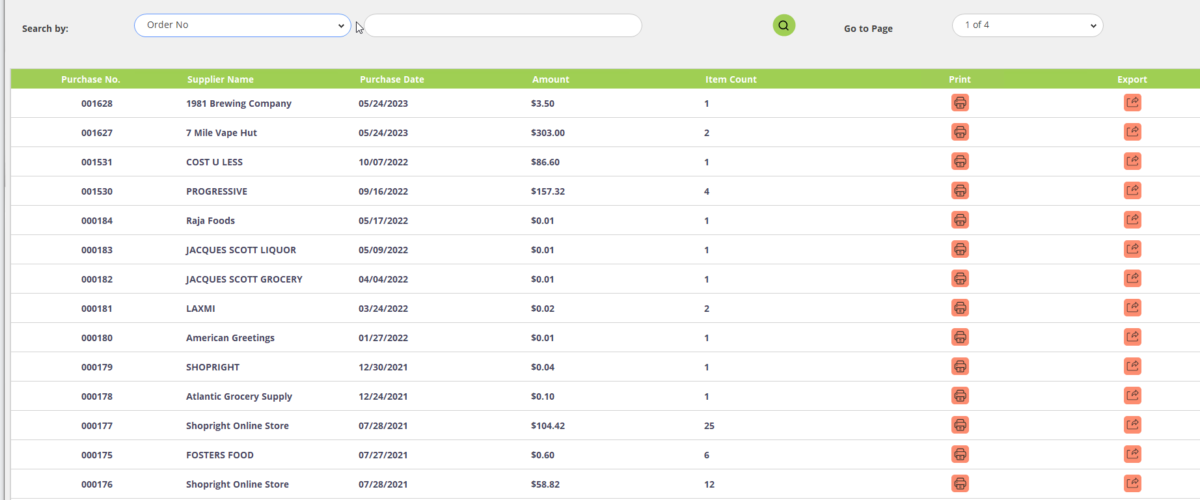 Search by: Order No Go to Page 1 of 4
Purchase No. Supplier Name Purchase Date Amount Item Count Print Export
001628 1981 Brewing Company 05/24/2023 $3.50 1
001627 7 Mile Vape Hut 05/24/2023 $303.00 2
001531 COST U LESS 10/07/2022 $86.60 1
001530 PROGRESSIVE 09/16/2022 $157.32 4
000184 Raja Foods 05/17/2022 $0.01 1
000183 JACQUES SCOTT LIQUOR 05/09/2022 $0.01 1
000182 JACQUES SCOTT GROCERY 04/04/2022 $0.01 1
000181 LAXMI 03/24/2022 $0.02 2
000180 American Greetings 01/27/2022 $0.01 1
000179 SHOPRIGHT 12/30/2021 $0.04 1
000178 Atlantic Grocery Supply 12/24/2021 $0.10 1
000177 Shopright Online Store 07/28/2021 $104.42 25
000175 FOSTERS FOOD 07/27/2021 $0.60 6
000176 Shopright Online Store 07/28/2021 $58.82 12